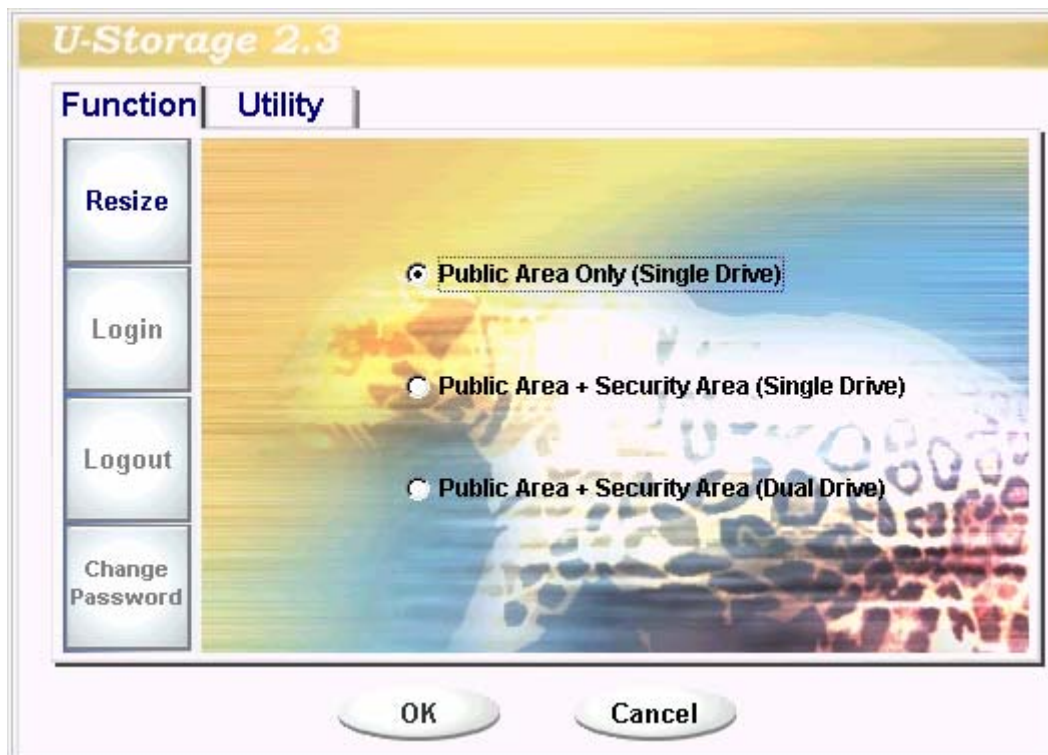 U-Storage 2.3
Function
Utility
Resize
Login
Logout
Change
Password
Public Area Only (Single Drive)
Public Area + Security Area (Single Drive)
Public Area + Security Area (Dual Drive)
OK
Cancel